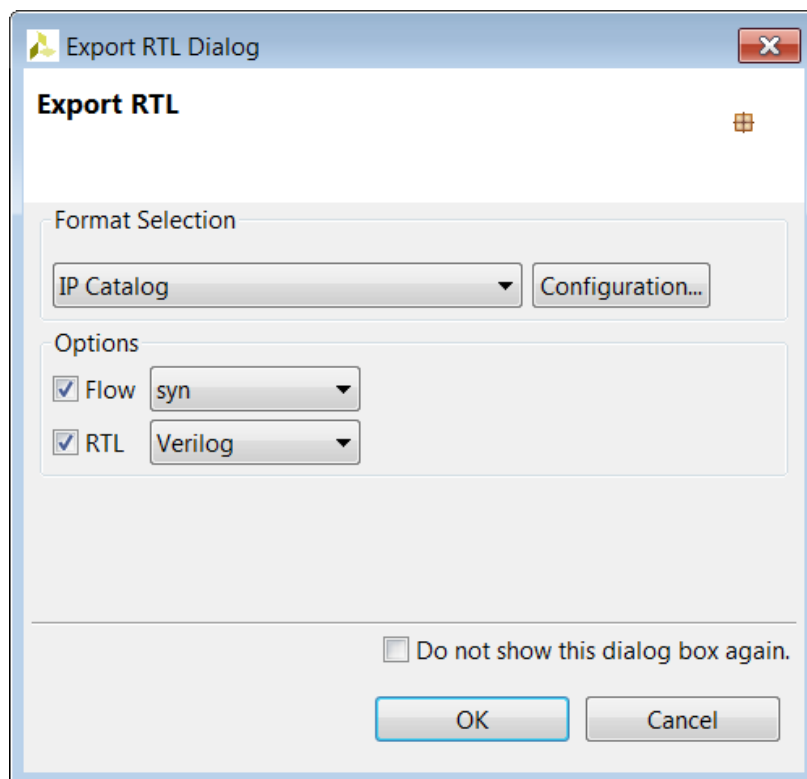 Export RTL Dialog
Export RTL
Format Selection
IP Catalog Configuration...
Options
Flow syn
RTL Verilog
Do not show this dialog box again.
OK Cancel